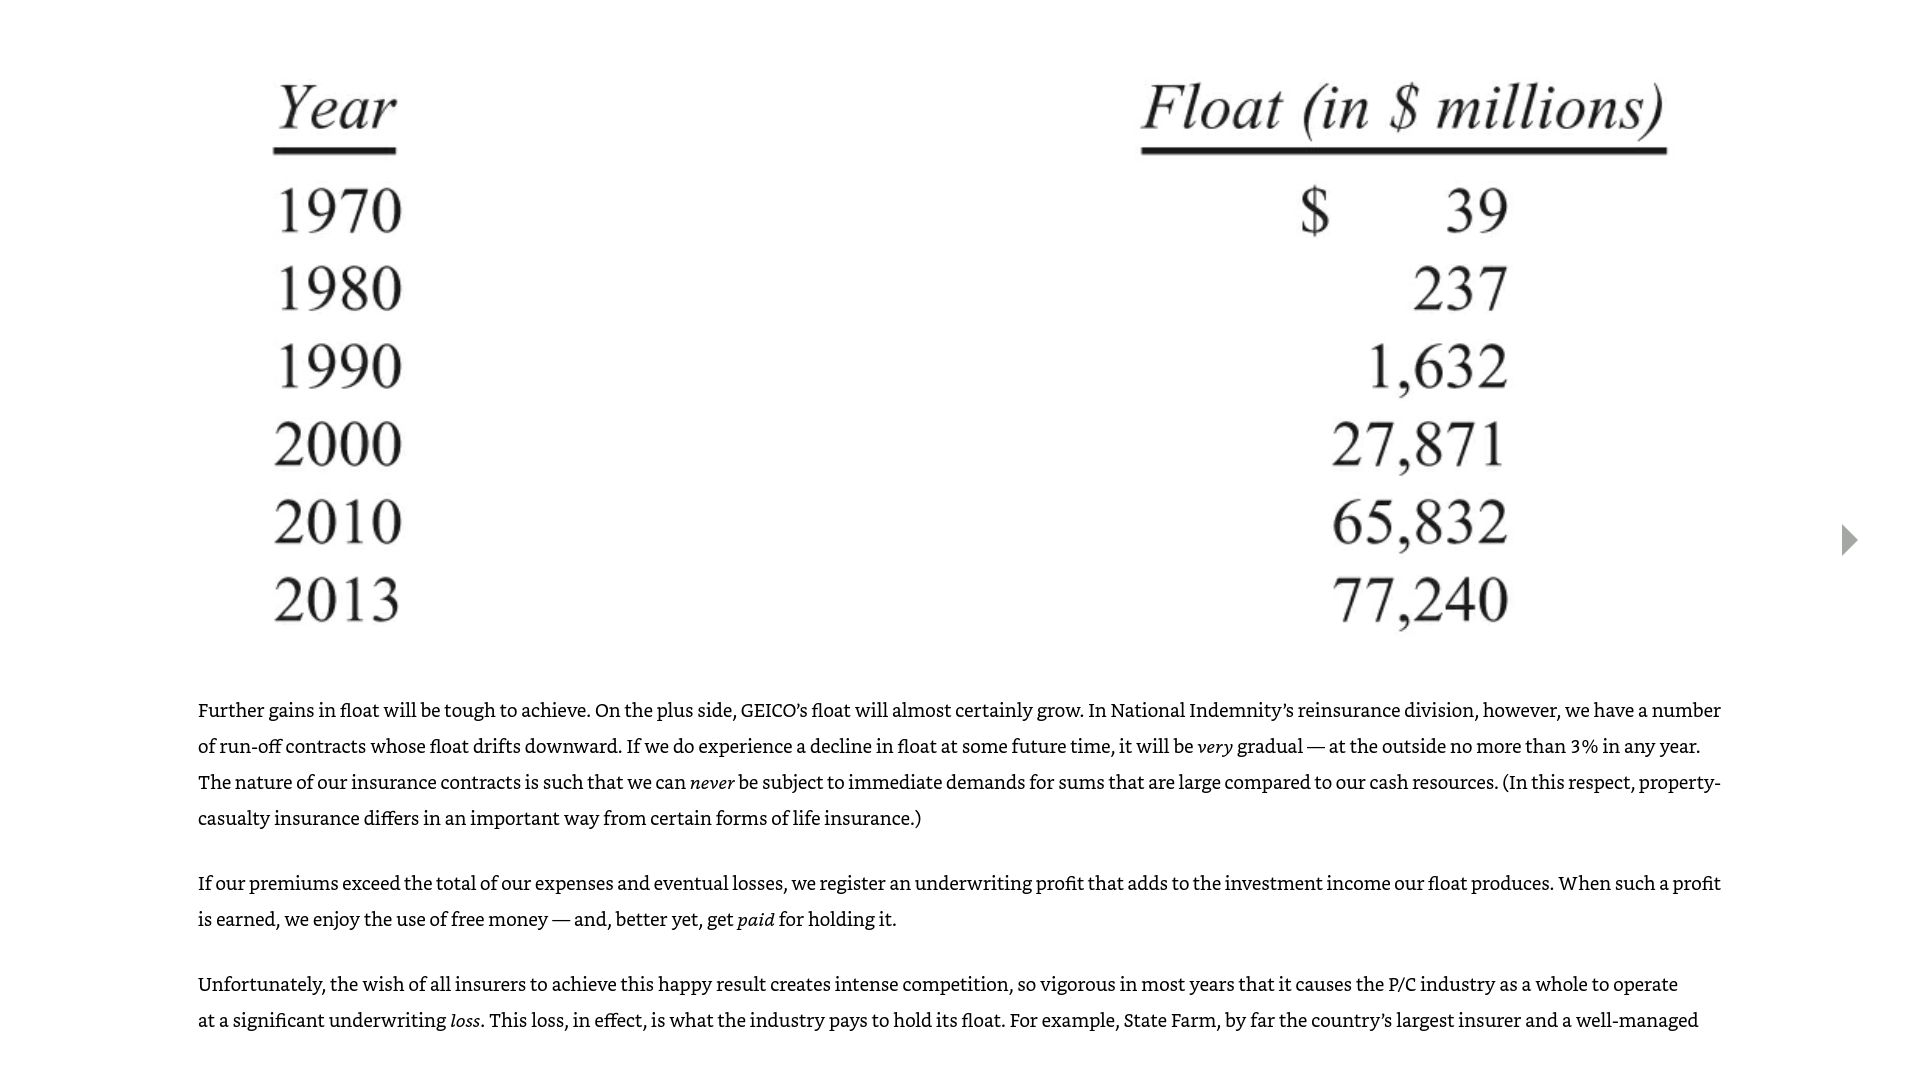 Year Float (in $ millions)
1970 $ 39
1980 237
1990 1,632
2000 27,871
2010 65,832
2013 77,240
Further gains in float will be tough to achieve. On the plus side, GEICO’s float will almost certainly grow. In National Indemnity’s reinsurance division, however, we have a number
of run-off contracts whose float drifts downward. If we do experience a decline in float at some future time, it will be very gradual — at the outside no more than 3% in any year.
The nature of our insurance contracts is such that we can never be subject to immediate demands for sums that are large compared to our cash resources. (In this respect, property-
casualty insurance differs in an important way from certain forms of life insurance.)
If our premiums exceed the total of our expenses and eventual losses, we register an underwriting profit that adds to the investment income our float produces. When such a profit
is earned, we enjoy the use of free money — and, better yet, get paid for holding it.
Unfortunately, the wish of all insurers to achieve this happy result creates intense competition, so vigorous in most years that it causes the P/C industry as a whole to operate
at a significant underwriting loss. This loss, in effect, is what the industry pays to hold its float. For example, State Farm, by far the country’s largest insurer and a well-managed